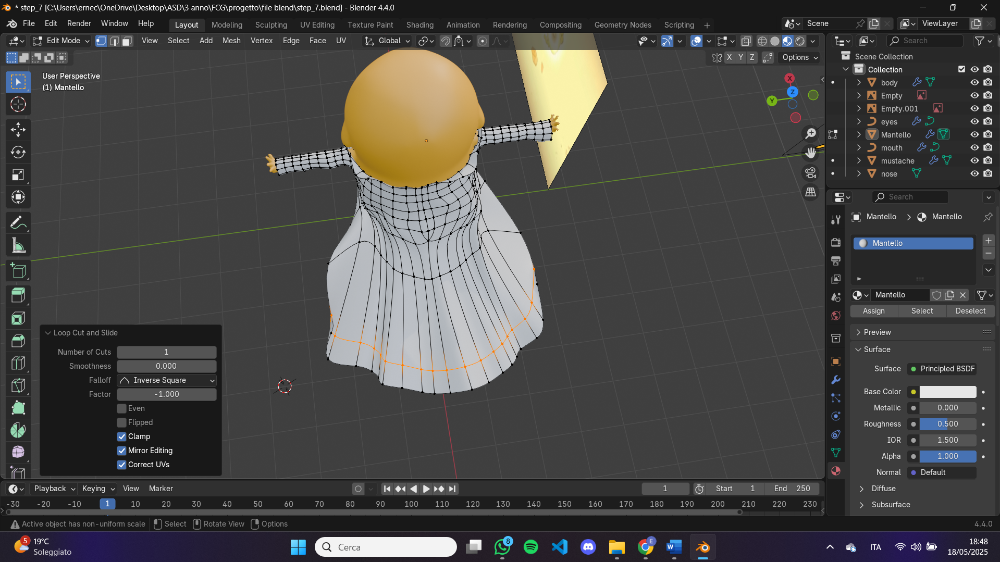 * step_7 [C:\Users\ernec\OneDrive\Desktop\ASD\3 anno\FCG\progetto\file blend\step_7.blend] - Blender 4.4.0
File Edit Render Window Help Layout Modeling Sculpting UV Editing Texture Paint Shading Animation Rendering Compositing Geometry Nodes Scripting + Scene ViewLayer
Edit Mode View Select Add Mesh Vertex Edge Face UV Global Search
X Y Z Options
User Perspective
(1) Mantello
X
Z
Y
Scene Collection
Collection
body
Empty
Empty.001
eyes
Mantello
mouth
mustache
nose
Search
Mantello > Mantello
Mantello
Mantello
Assign Select Deselect
Preview
Surface
Surface Principled BSDF
Base Color
Metallic 0.000
Roughness 0.500
IOR 1.500
Alpha 1.000
Normal Default
Diffuse
Subsurface
Loop Cut and Slide
Number of Cuts 1
Smoothness 0.000
Falloff Inverse Square
Factor -1.000
Even
Flipped
Clamp
Mirror Editing
Correct UVs
Playback Keying View Marker 1 Start 1 End 250
-30 -20 -10 1 10 20 30 40 50 60 70 80 90 100 110 120 130 140 150 160 170 180 190 200 210 220 230
Active object has non-uniform scale Select Rotate View Options 4.4.0
5 19°C
Soleggiato
Cerca
8
E
W
ITA
18:48
18/05/2025